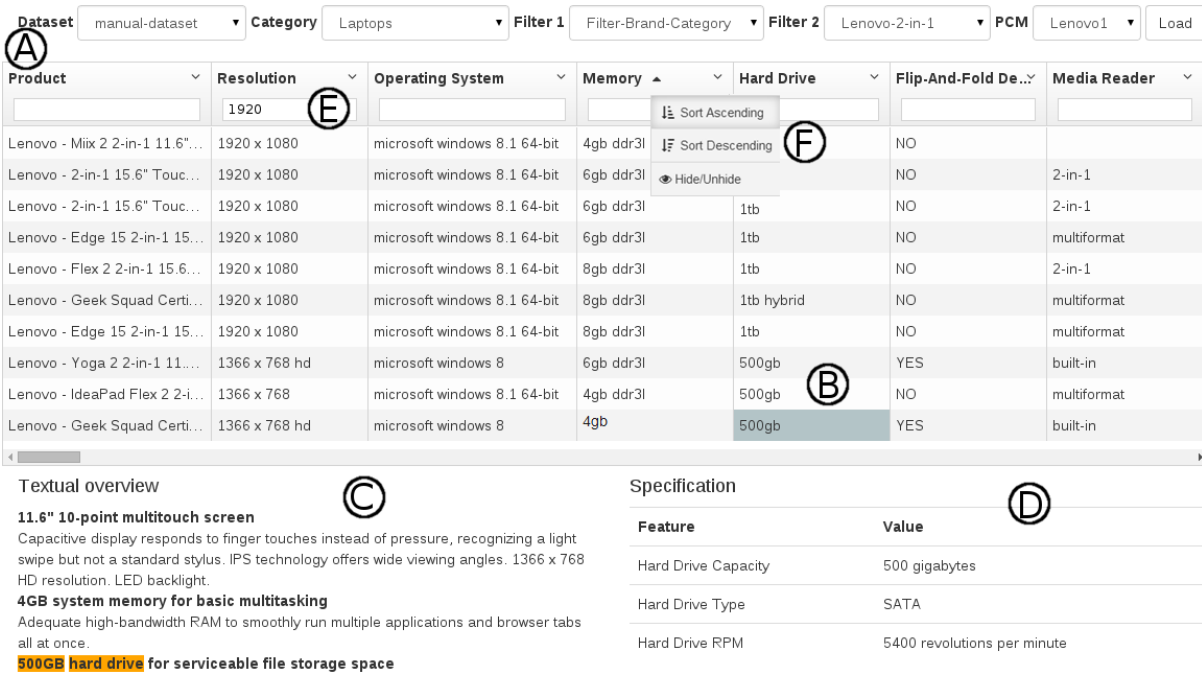 Dataset manual-dataset Category Laptops Filter 1 Filter-Brand-Category Filter 2 Lenovo-2-in-1 PCM Lenovo1 Load
A
Product Resolution Operating System Memory Hard Drive Flip-And-Fold De... Media Reader
1920 E
Sort Ascending
F
Sort Descending
Hide/Unhide
Lenovo - Miix 2 2-in-1 11.6"... 1920 x 1080 microsoft windows 8.1 64-bit 4gb ddr3l NO
Lenovo - 2-in-1 15.6" Touc... 1920 x 1080 microsoft windows 8.1 64-bit 6gb ddr3l NO 2-in-1
Lenovo - 2-in-1 15.6" Touc... 1920 x 1080 microsoft windows 8.1 64-bit 6gb ddr3l 1tb NO 2-in-1
Lenovo - Edge 15 2-in-1 15... 1920 x 1080 microsoft windows 8.1 64-bit 6gb ddr3l 1tb NO multiformat
Lenovo - Flex 2 2-in-1 15.6... 1920 x 1080 microsoft windows 8.1 64-bit 8gb ddr3l 1tb NO 2-in-1
Lenovo - Geek Squad Certi... 1920 x 1080 microsoft windows 8.1 64-bit 8gb ddr3l 1tb hybrid NO multiformat
Lenovo - Edge 15 2-in-1 15... 1920 x 1080 microsoft windows 8.1 64-bit 8gb ddr3l 1tb NO multiformat
Lenovo - Yoga 2 2-in-1 11.... 1366 x 768 hd microsoft windows 8 6gb ddr3l 500gb YES built-in
B
Lenovo - IdeaPad Flex 2 2-i... 1366 x 768 microsoft windows 8.1 64-bit 4gb ddr3l 500gb NO multiformat
Lenovo - Geek Squad Certi... 1366 x 768 hd microsoft windows 8 4gb 500gb YES built-in
Textual overview
C
11.6" 10-point multitouch screen
Capacitive display responds to finger touches instead of pressure, recognizing a light
swipe but not a standard stylus. IPS technology offers wide viewing angles. 1366 x 768
HD resolution. LED backlight.
4GB system memory for basic multitasking
Adequate high-bandwidth RAM to smoothly run multiple applications and browser tabs
all at once.
500GB hard drive for serviceable file storage space
Specification
D
Feature Value
Hard Drive Capacity 500 gigabytes
Hard Drive Type SATA
Hard Drive RPM 5400 revolutions per minute